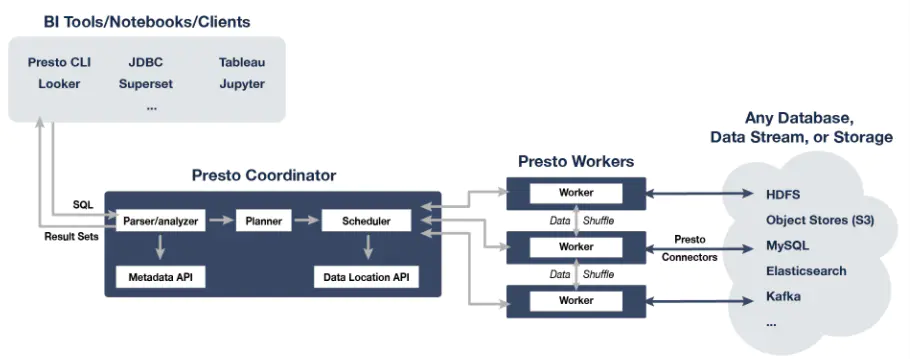 BI Tools/Notebooks/Clients
Presto CLI JDBC Tableau
Looker Superset Jupyter
...
Any Database,
Data Stream, or Storage
Presto Workers
Presto Coordinator
SQL
Result Sets
Parser/analyzer Planner Scheduler
Metadata API Data Location API
Worker
Data Shuffle
Worker
Data Shuffle
Worker
Presto
Connectors
HDFS
Object Stores (S3)
MySQL
Elasticsearch
Kafka
...